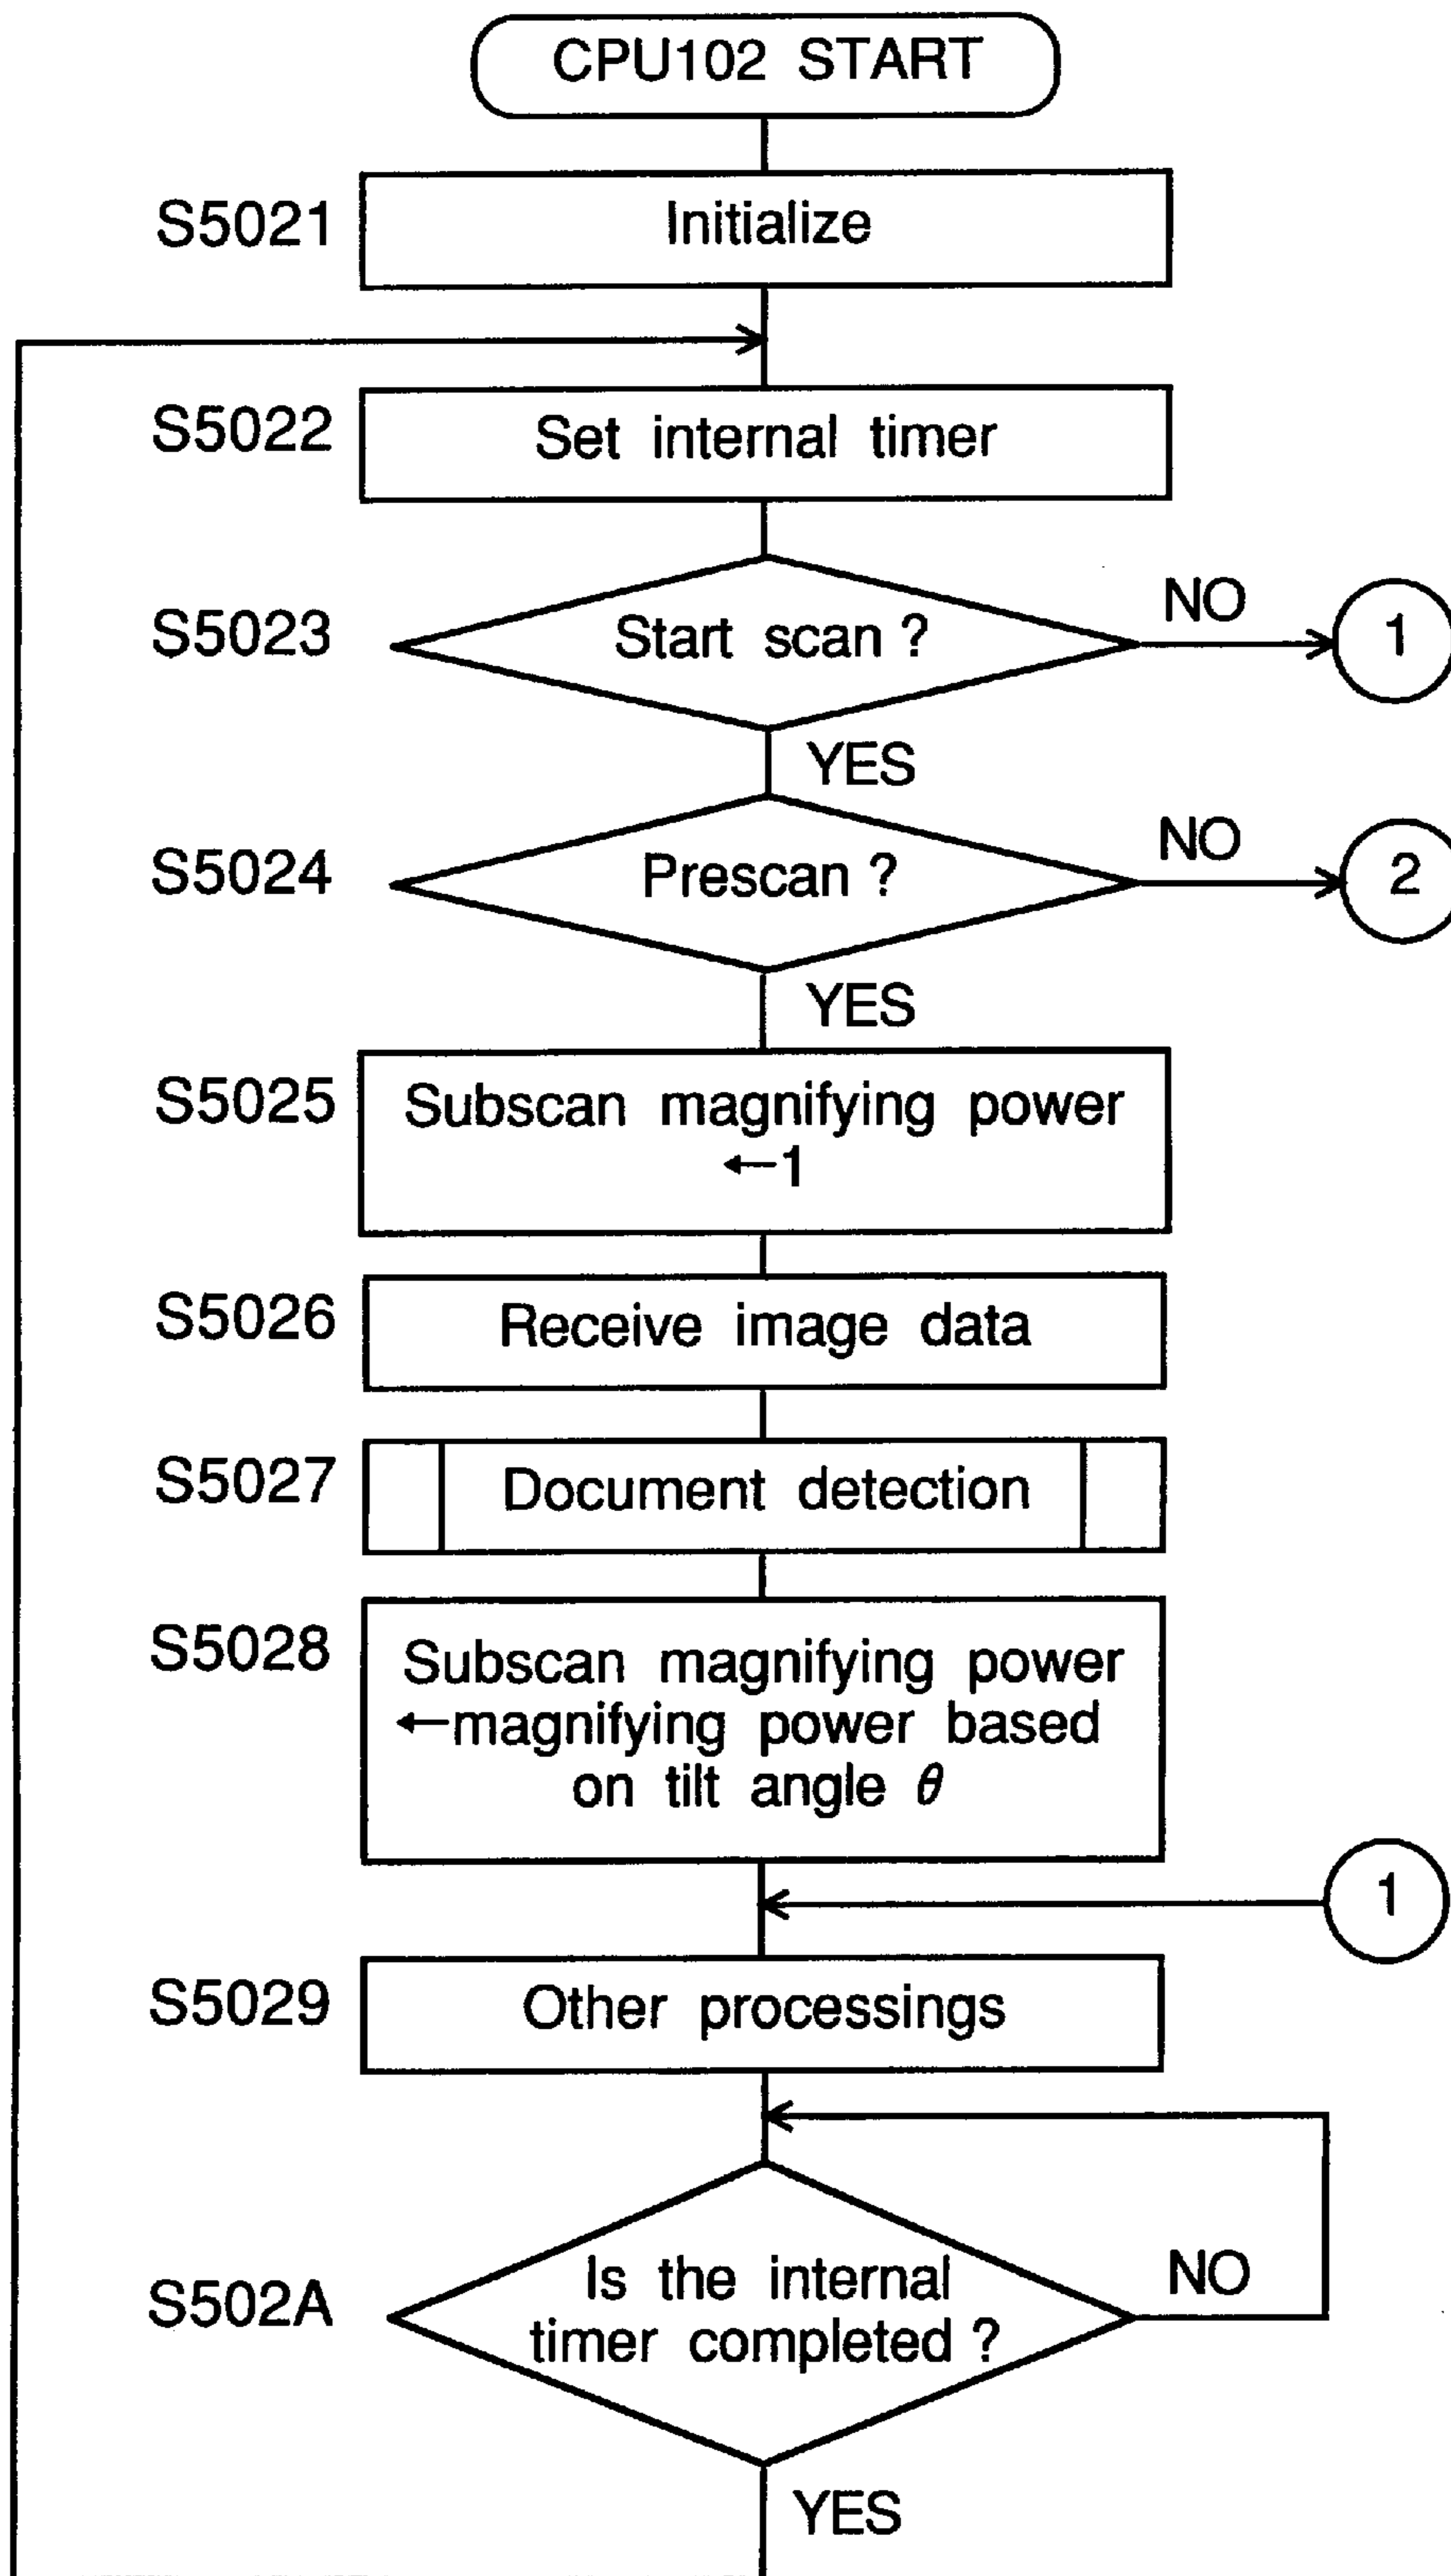 CPU102 START
S5021
Initialize
S5022
Set internal timer
S5023
Start scan ?
NO
1
YES
S5024
Prescan ?
NO
2
YES
S5025
Subscan magnifying power
←1
S5026
Receive image data
S5027
Document detection
S5028
Subscan magnifying power
←magnifying power based
on tilt angle θ
1
S5029
Other processings
S502A
Is the internal
timer completed ?
NO
YES